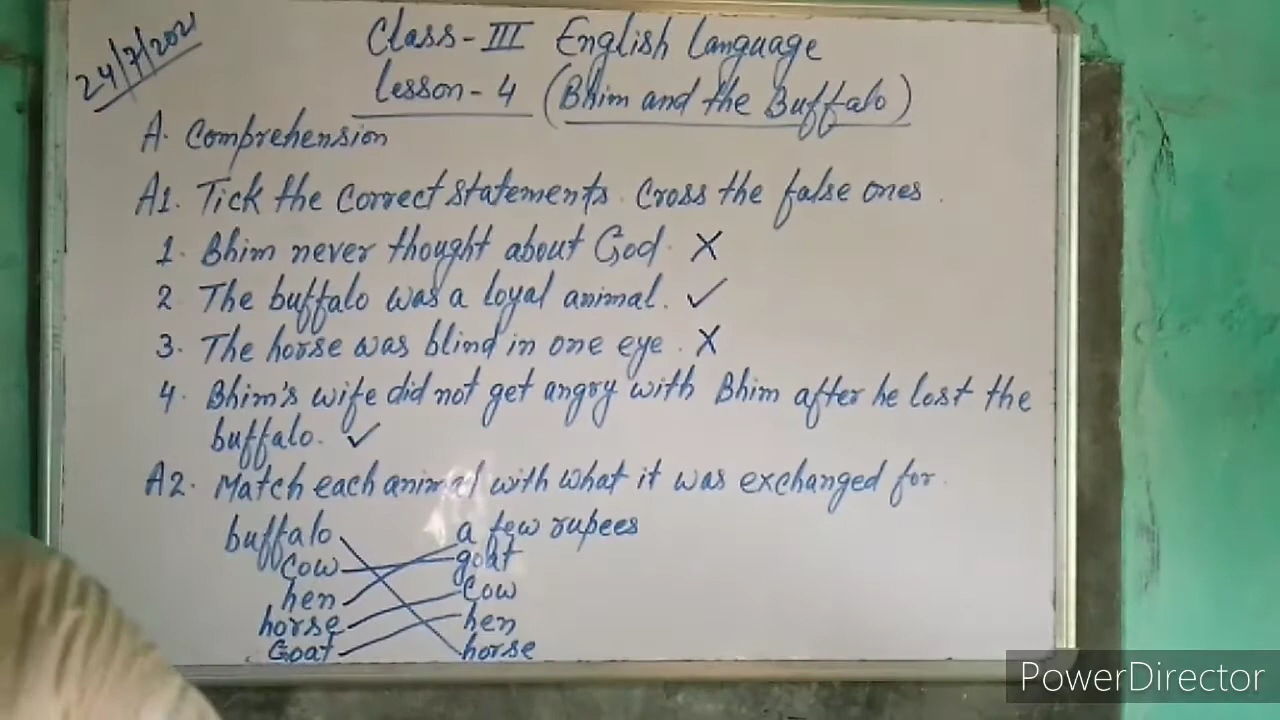 24/7/2021
Class-III English Language
Lesson-4 (Bhim and the Buffalo)
A. Comprehension
A1. Tick the correct statements. Cross the false ones.
1. Bhim never thought about God. X
2 The buffalo was a loyal animal. ✓
3. The horse was blind in one eye. X
4. Bhim's wife did not get angry with Bhim after he lost the
buffalo. ✓
A2. Match each animal with what it was exchanged for.
buffalo a few rupees
Cow goat
hen Cow
horse hen
Goat horse
PowerDirector